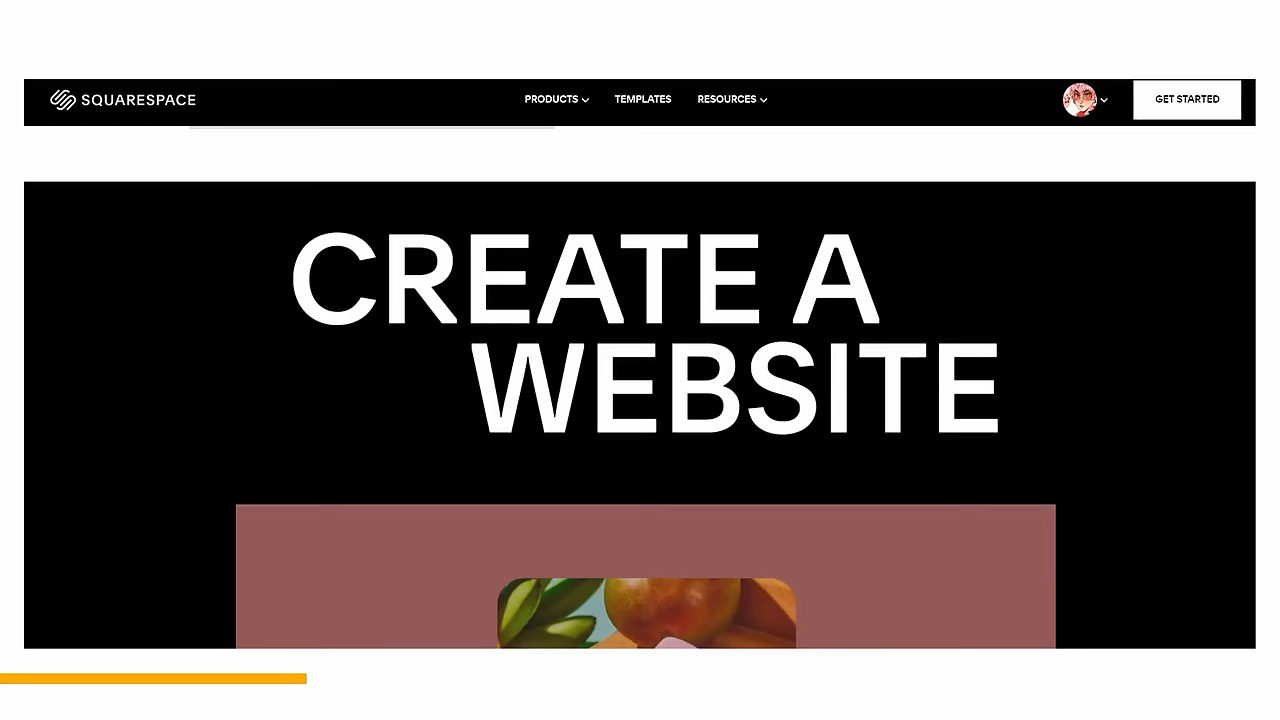 SQUARESPACE PRODUCTS TEMPLATES RESOURCES GET STARTED
CREATE A
WEBSITE